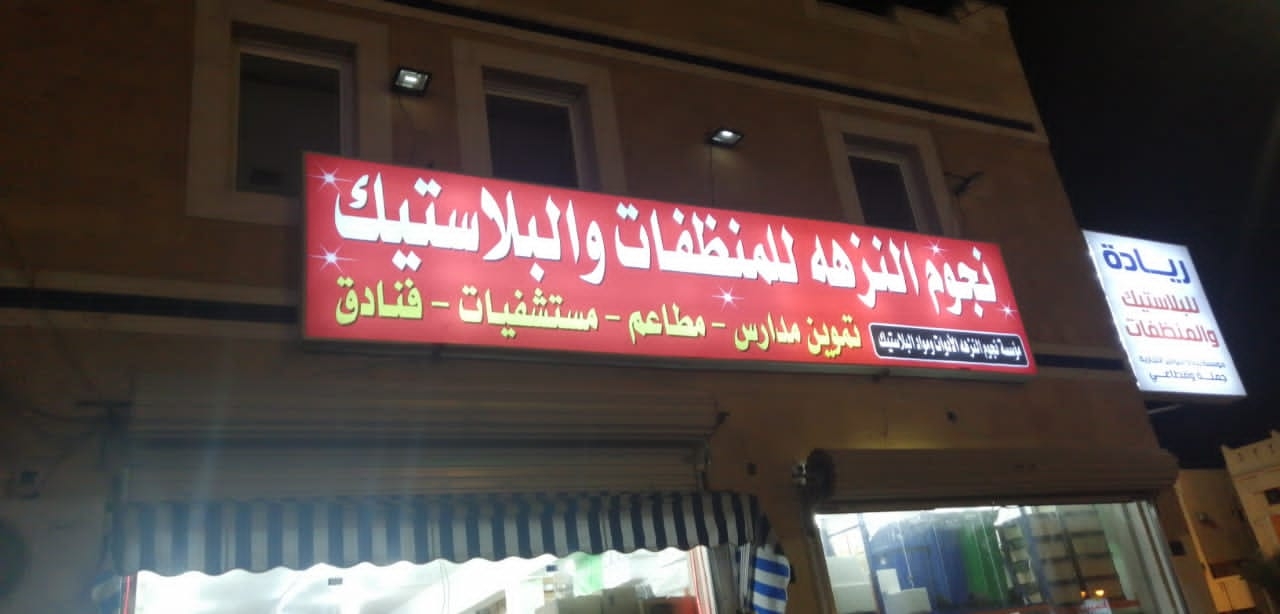 نجوم النزهه للمنظفات والبلاستيك
تموين مدارس - مطاعم - مستشفيات - فنادق
مؤسسة نجوم النزهه الأدوات ومواد البلاستيك
ريادة
للبلاستيك
والمنظفات
جملة وقطاعي